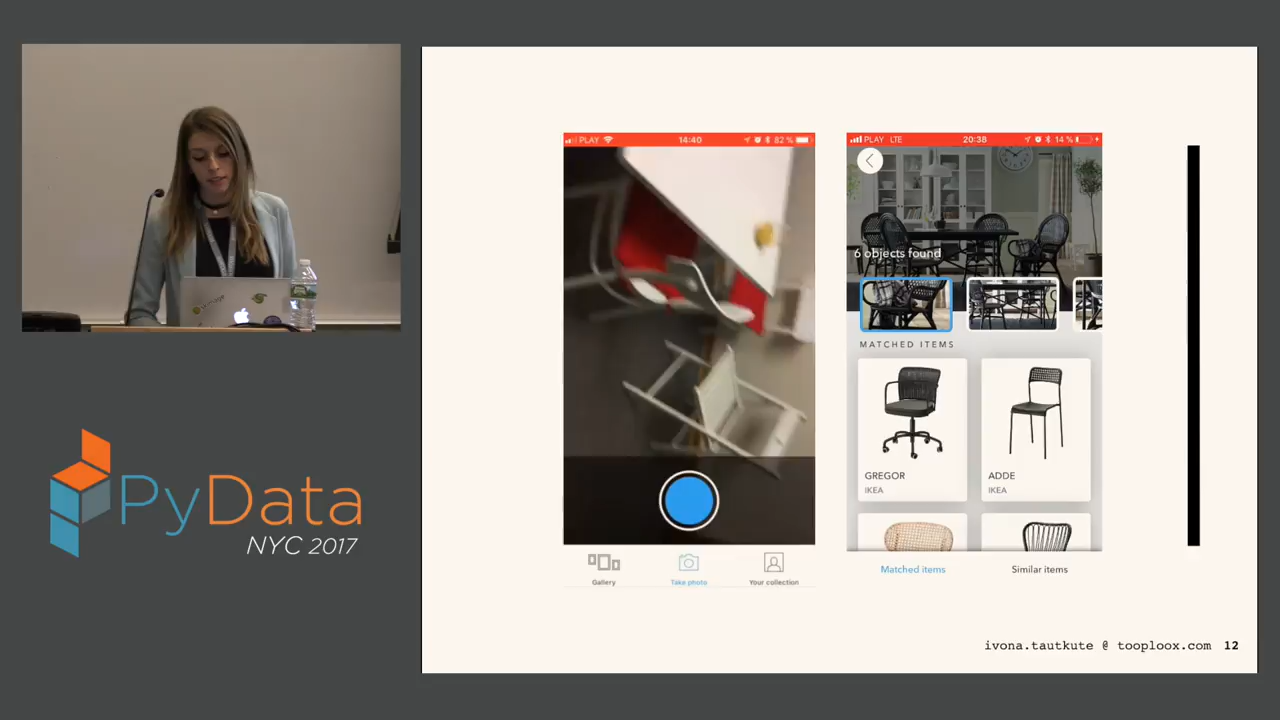 PyData
NYC 2017
PLAY
14:40
82 %
Gallery
Take photo
Your collection
PLAY LTE
20:38
14 %
6 objects found
MATCHED ITEMS
GREGOR
IKEA
ADDE
IKEA
Matched items
Similar items
ivona.tautkute @ tooploox.com 12